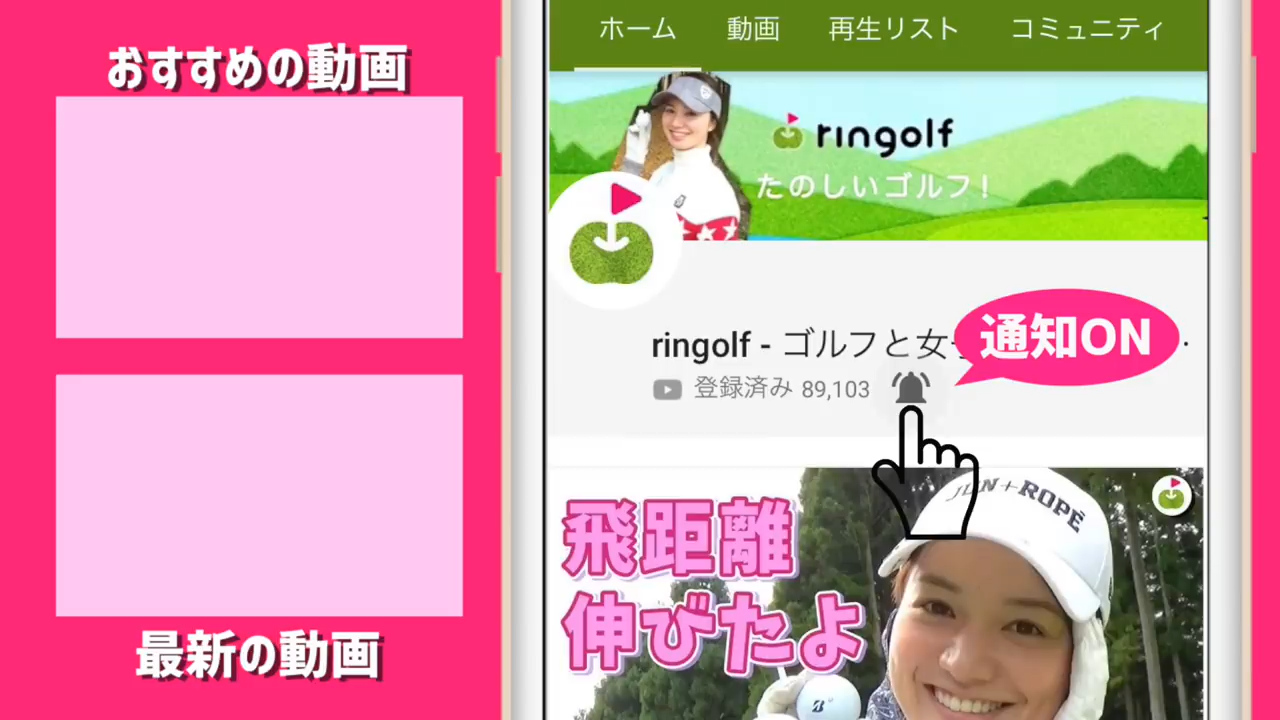 おすすめの動画
最新の動画
ホーム 動画 再生リスト コミュニティ
ringolf
たのしいゴルフ!
ringolf - ゴルフと女
通知ON
登録済み 89,103
JUN+ROPÉ
飛距離
伸びたよ
B